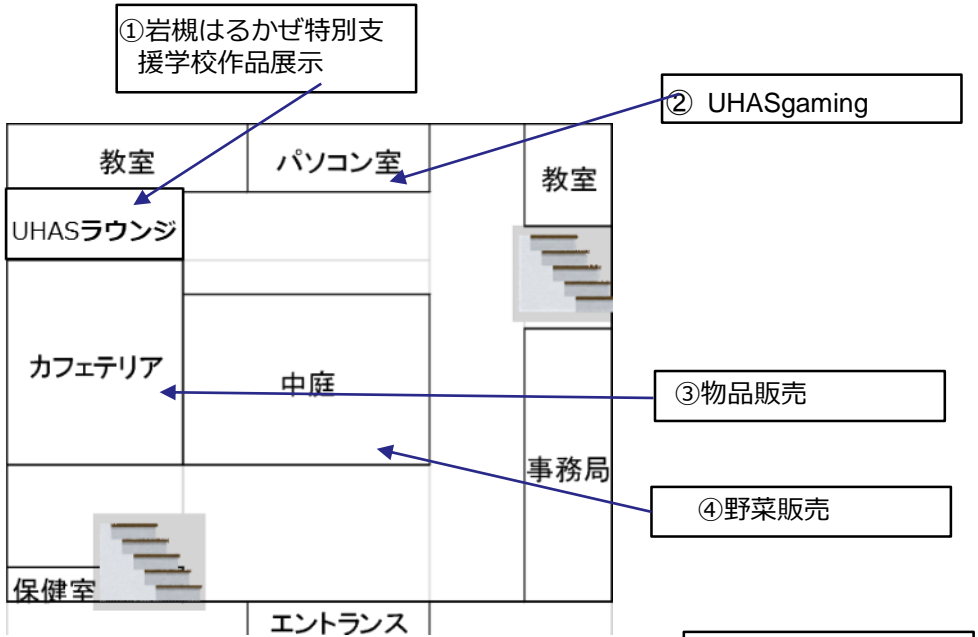 ①岩槻はるかぜ特別支
援学校作品展示
② UHASgaming
教室
パソコン室
教室
UHASラウンジ
カフェテリア
中庭
③物品販売
事務局
④野菜販売
保健室
エントランス